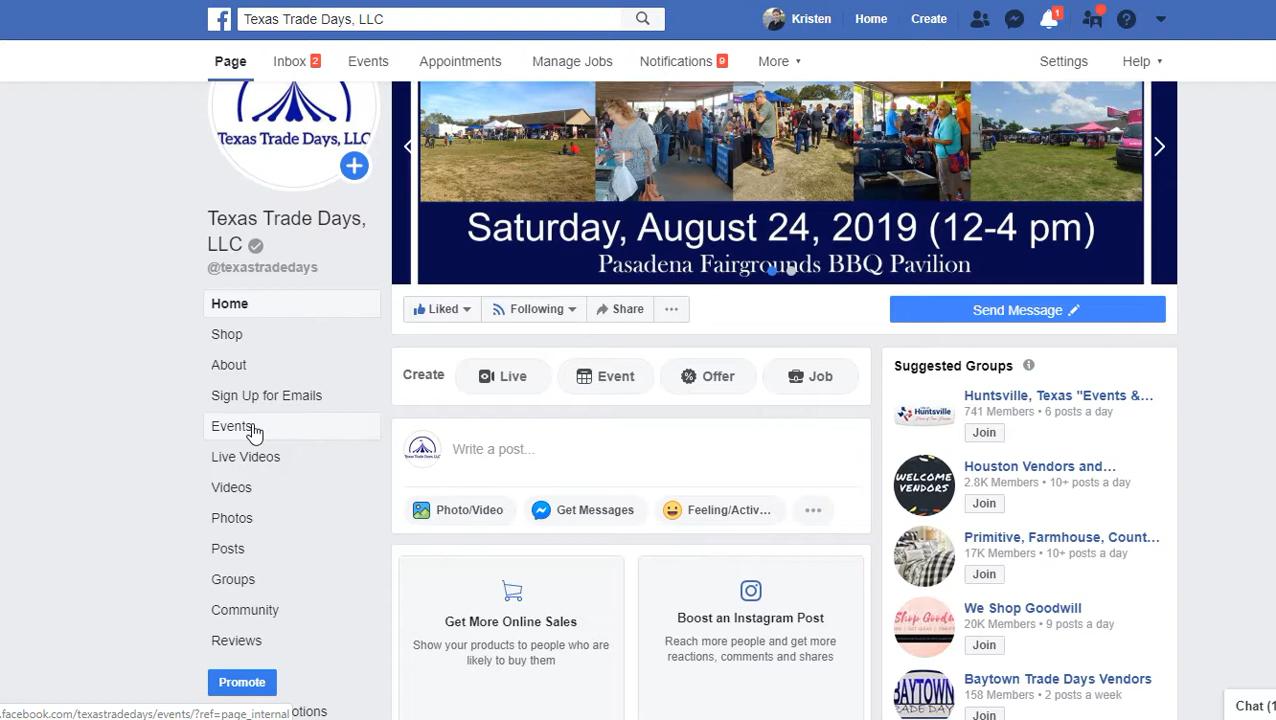 Texas Trade Days, LLC
Kristen
Home
Create
1
Page
Inbox 2
Events
Appointments
Manage Jobs
Notifications 9
More
Settings
Help
Texas Trade Days, LLC
Texas Trade Days,
LLC
@texastradedays
Home
Shop
About
Sign Up for Emails
Events
Live Videos
Videos
Photos
Posts
Groups
Community
Reviews
Promote
Saturday, August 24, 2019 (12-4 pm)
Pasadena Fairgrounds BBQ Pavilion
Liked
Following
Share
Send Message
Create
Live
Event
Offer
Job
Write a post...
Photo/Video
Get Messages
Feeling/Activ...
Get More Online Sales
Show your products to people who are
likely to buy them
Boost an Instagram Post
Reach more people and get more
reactions, comments and shares
Suggested Groups
Huntsville, Texas "Events &...
741 Members • 6 posts a day
Join
WELCOME
VENDORS
Houston Vendors and...
2.8K Members • 10+ posts a day
Join
Primitive, Farmhouse, Count...
17K Members • 10+ posts a day
Join
We Shop Goodwill
20K Members • 9 posts a day
Join
BAYTOWN
Baytown Trade Days Vendors
158 Members • 2 posts a week
Join
Chat (1
.facebook.com/texastradedays/events/?ref=page_internal